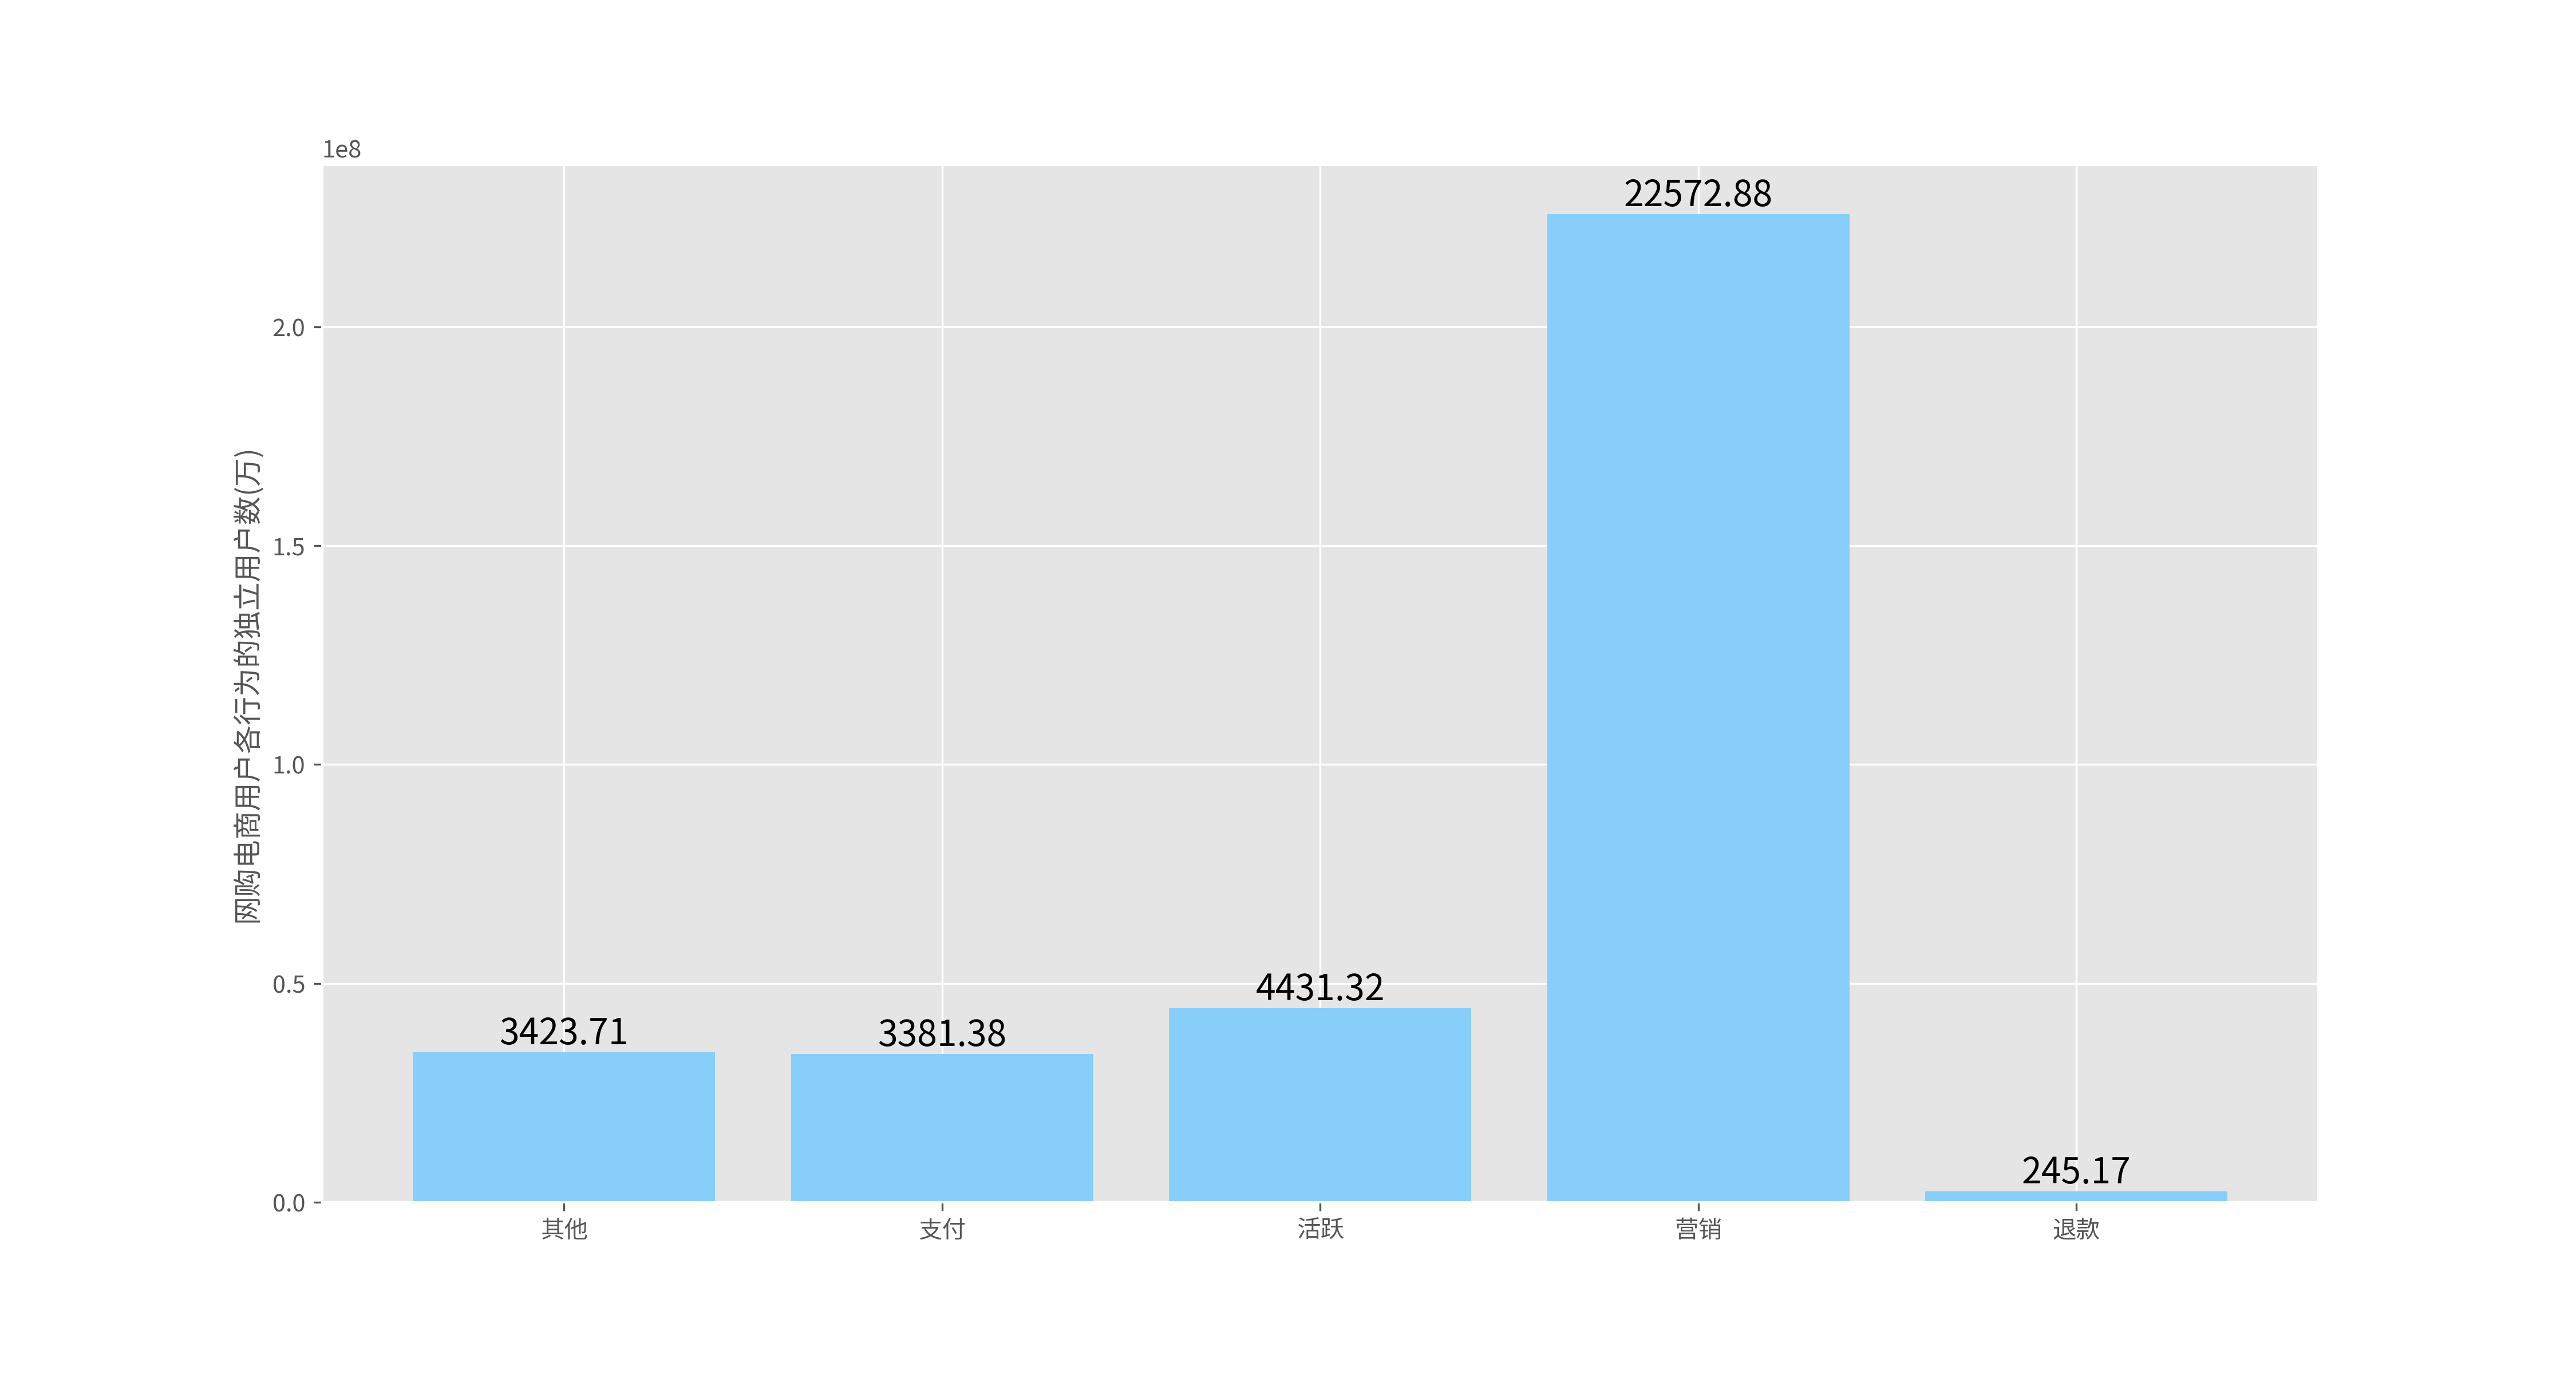 1e8
22572.88
2.0
1.5
1.0
0.5
0.0
网购电商用户各行为的独立用户数(万)
4431.32
3423.71
3381.38
245.17
其他
支付
活跃
营销
退款